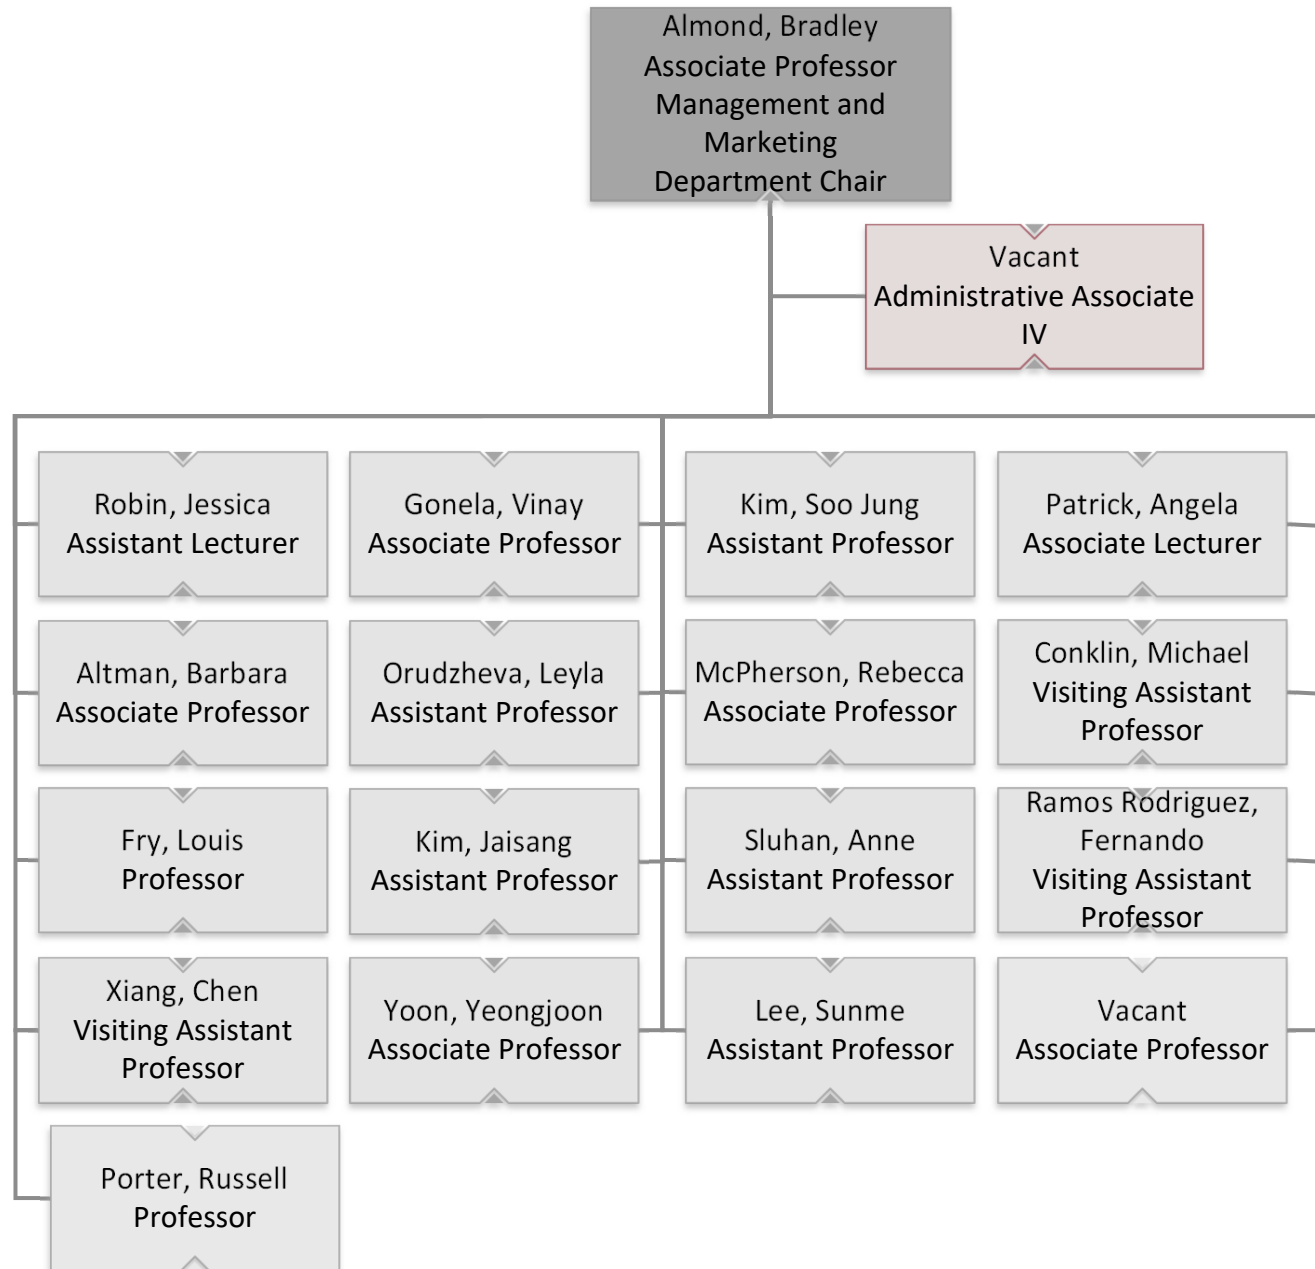 Almond, Bradley
Associate Professor
Management and
Marketing
Department Chair
Vacant
Administrative Associate
IV
Robin, Jessica
Assistant Lecturer
Gonela, Vinay
Associate Professor
Kim, Soo Jung
Assistant Professor
Patrick, Angela
Associate Lecturer
Altman, Barbara
Associate Professor
Orudzheva, Leyla
Assistant Professor
McPherson, Rebecca
Associate Professor
Conklin, Michael
Visiting Assistant
Professor
Fry, Louis
Professor
Kim, Jaisang
Assistant Professor
Sluhan, Anne
Assistant Professor
Ramos Rodriguez,
Fernando
Visiting Assistant
Professor
Xiang, Chen
Visiting Assistant
Professor
Yoon, Yeongjoon
Associate Professor
Lee, Sunme
Assistant Professor
Vacant
Associate Professor
Porter, Russell
Professor